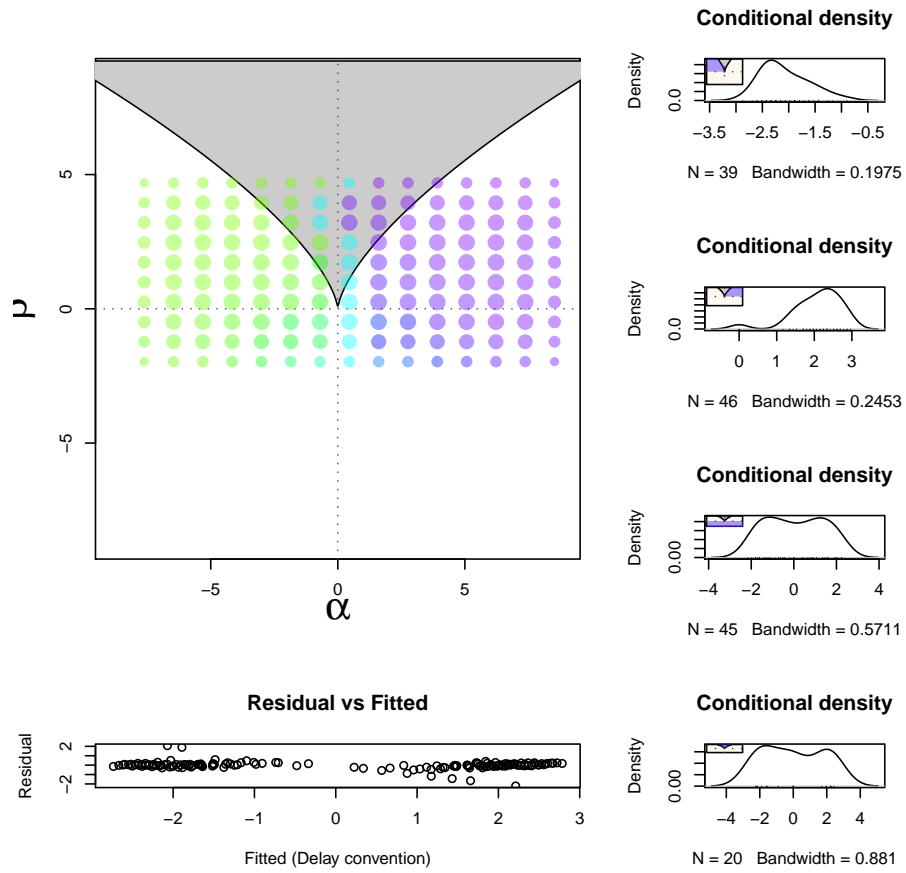 Conditional density
Density
0.0
−3.5 −2.5 −1.5 −0.5
N = 39 Bandwidth = 0.1975
5
0
−5
−5 0 5
α
Conditional density
Density
0.0
0 1 2 3
N = 46 Bandwidth = 0.2453
Conditional density
Density
0.00
−4 −2 0 2 4
N = 45 Bandwidth = 0.5711
Residual vs Fitted
Residual
2
−2
−2 −1 0 1 2 3
Fitted (Delay convention)
Conditional density
Density
0.00
−4 −2 0 2 4
N = 20 Bandwidth = 0.881